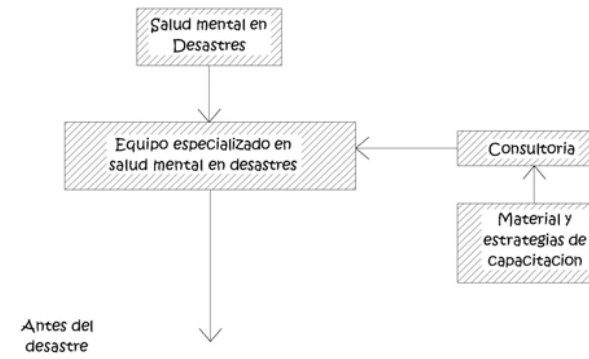 Salud mental en
Desastres
Equipo especializado en
salud mental en desastres
Consultoria
Material y
estrategias de
capacitacion
Antes del
desastre